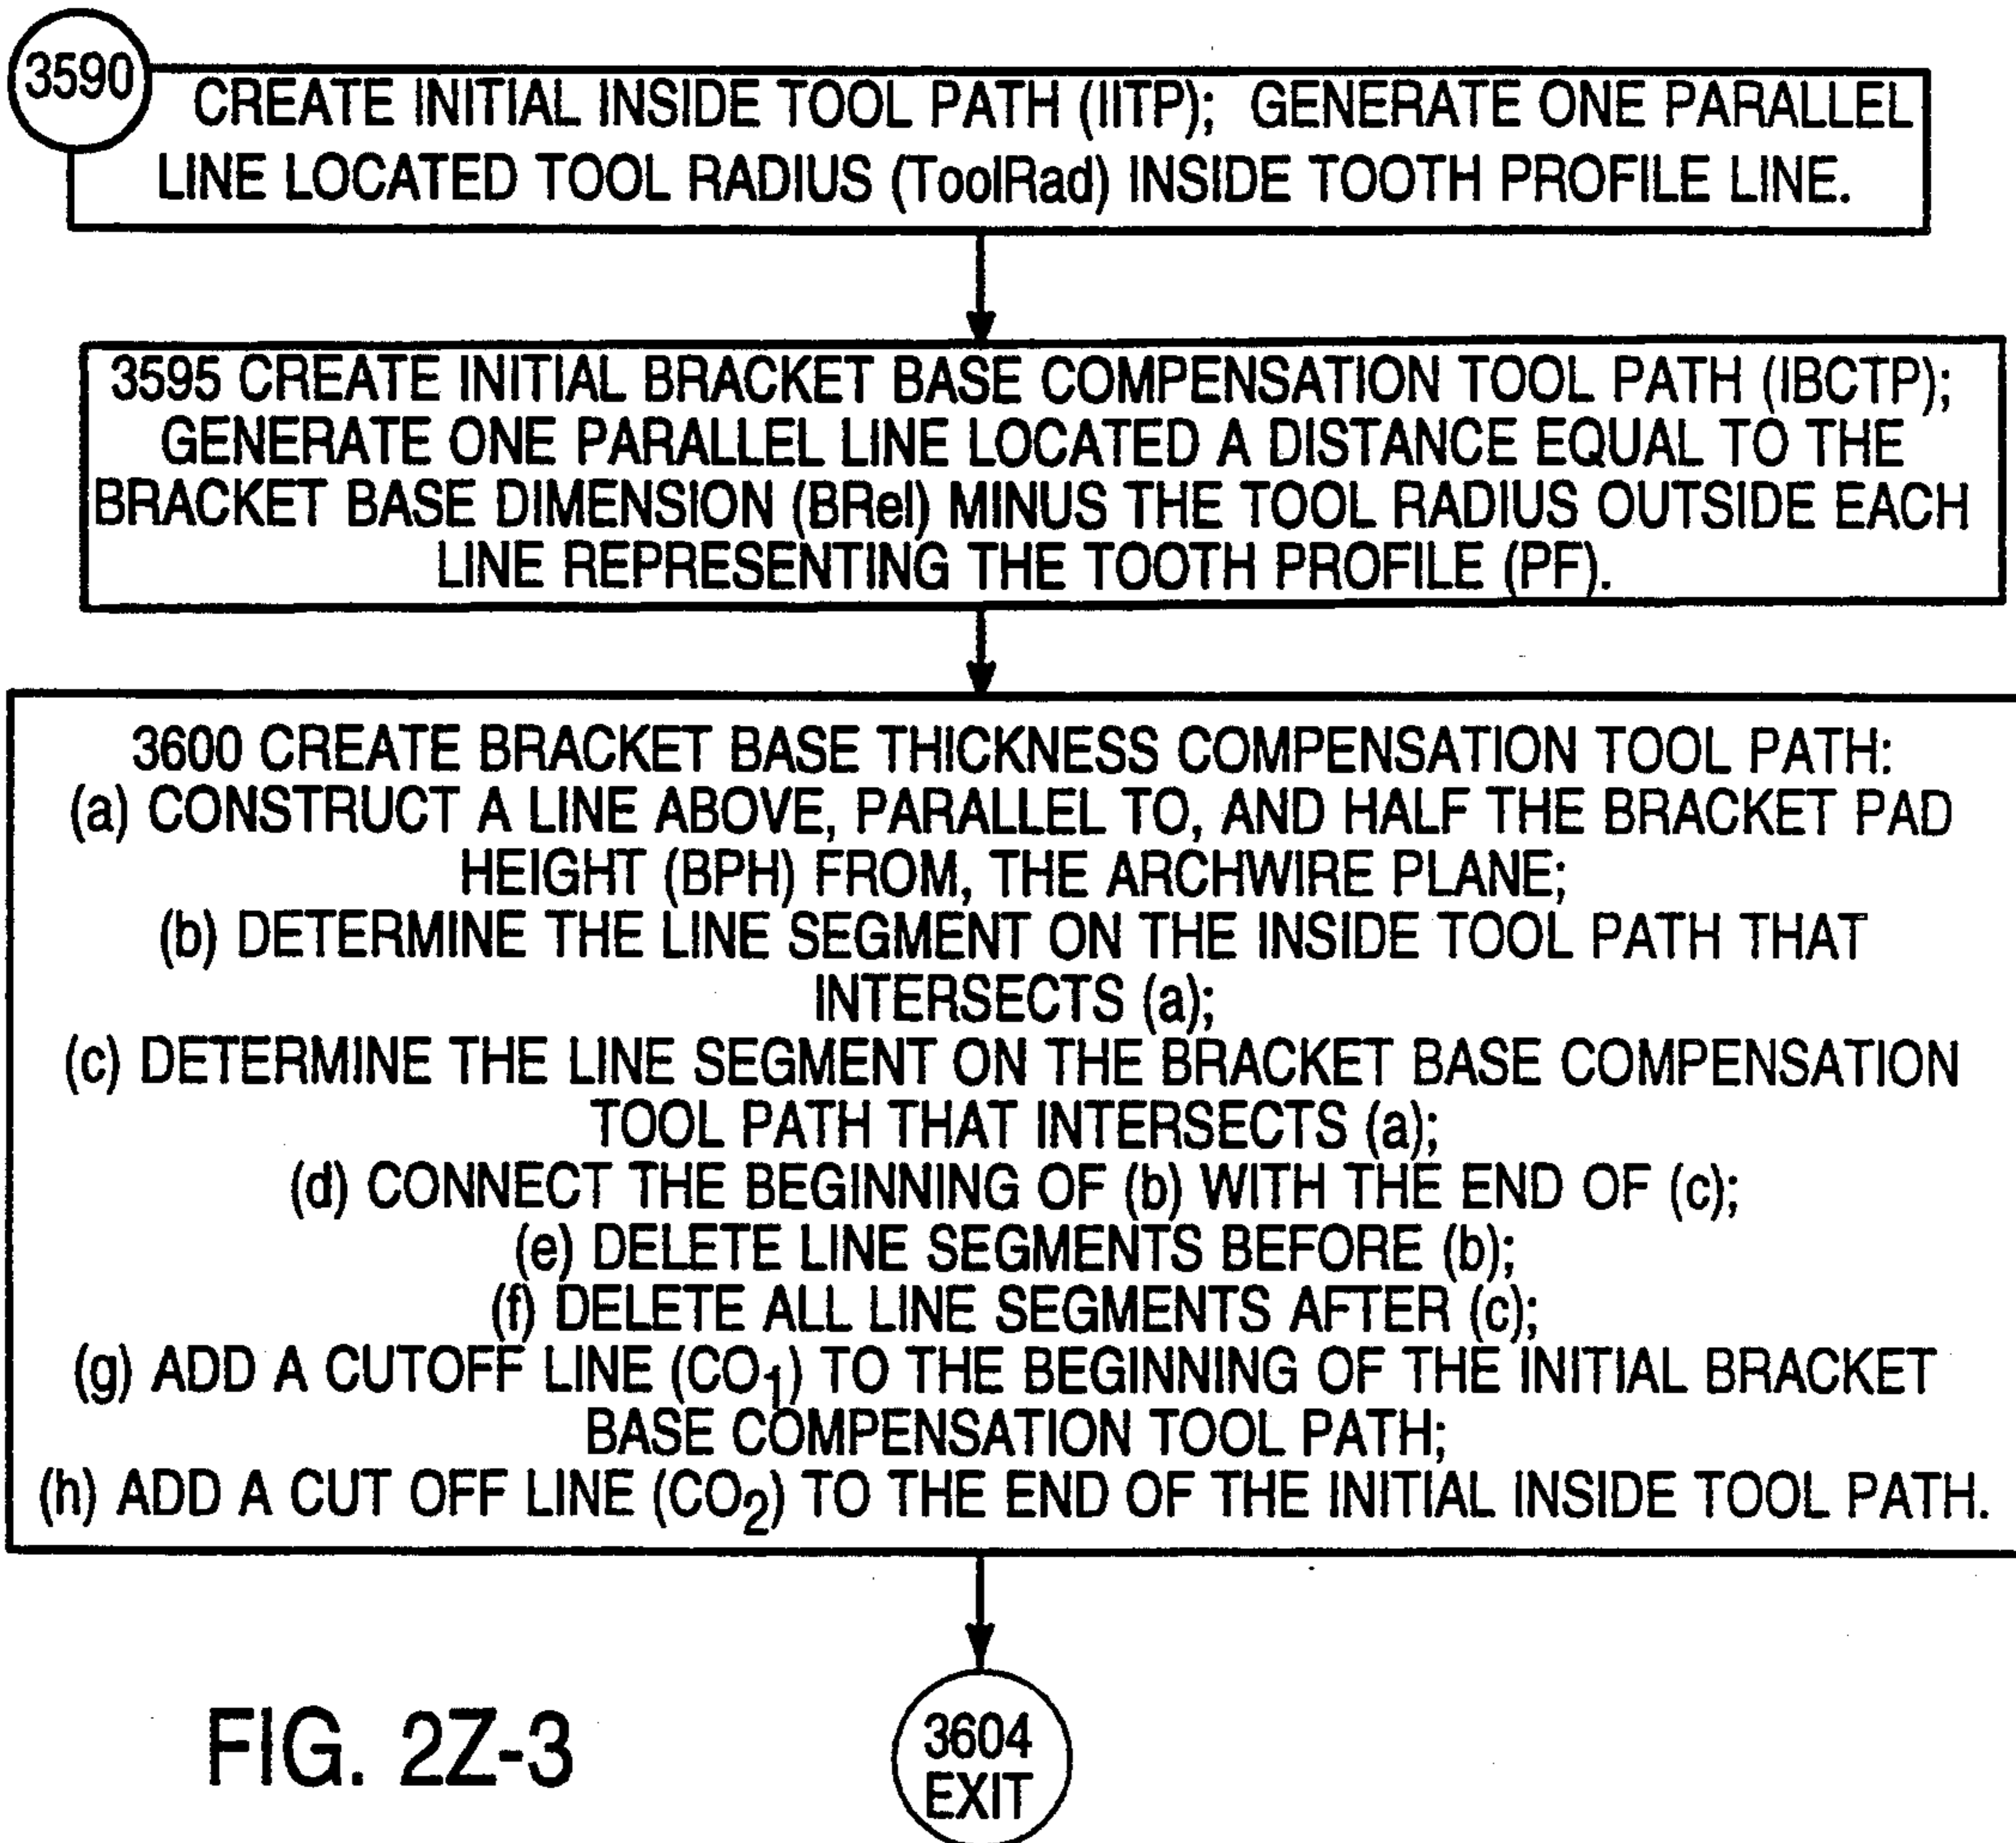 3590
CREATE INITIAL INSIDE TOOL PATH (IITP); GENERATE ONE PARALLEL
LINE LOCATED TOOL RADIUS (ToolRad) INSIDE TOOTH PROFILE LINE.
3595 CREATE INITIAL BRACKET BASE COMPENSATION TOOL PATH (IBCTP);
GENERATE ONE PARALLEL LINE LOCATED A DISTANCE EQUAL TO THE
BRACKET BASE DIMENSION (BRel) MINUS THE TOOL RADIUS OUTSIDE EACH
LINE REPRESENTING THE TOOTH PROFILE (PF).
3600 CREATE BRACKET BASE THICKNESS COMPENSATION TOOL PATH:
(a) CONSTRUCT A LINE ABOVE, PARALLEL TO, AND HALF THE BRACKET PAD
HEIGHT (BPH) FROM, THE ARCHWIRE PLANE;
(b) DETERMINE THE LINE SEGMENT ON THE INSIDE TOOL PATH THAT
INTERSECTS (a);
(c) DETERMINE THE LINE SEGMENT ON THE BRACKET BASE COMPENSATION
TOOL PATH THAT INTERSECTS (a);
(d) CONNECT THE BEGINNING OF (b) WITH THE END OF (c);
(e) DELETE LINE SEGMENTS BEFORE (b);
(f) DELETE ALL LINE SEGMENTS AFTER (c);
(g) ADD A CUTOFF LINE (CO₁) TO THE BEGINNING OF THE INITIAL BRACKET
BASE COMPENSATION TOOL PATH;
(h) ADD A CUT OFF LINE (CO₂) TO THE END OF THE INITIAL INSIDE TOOL PATH.
3604
EXIT
FIG. 2Z-3